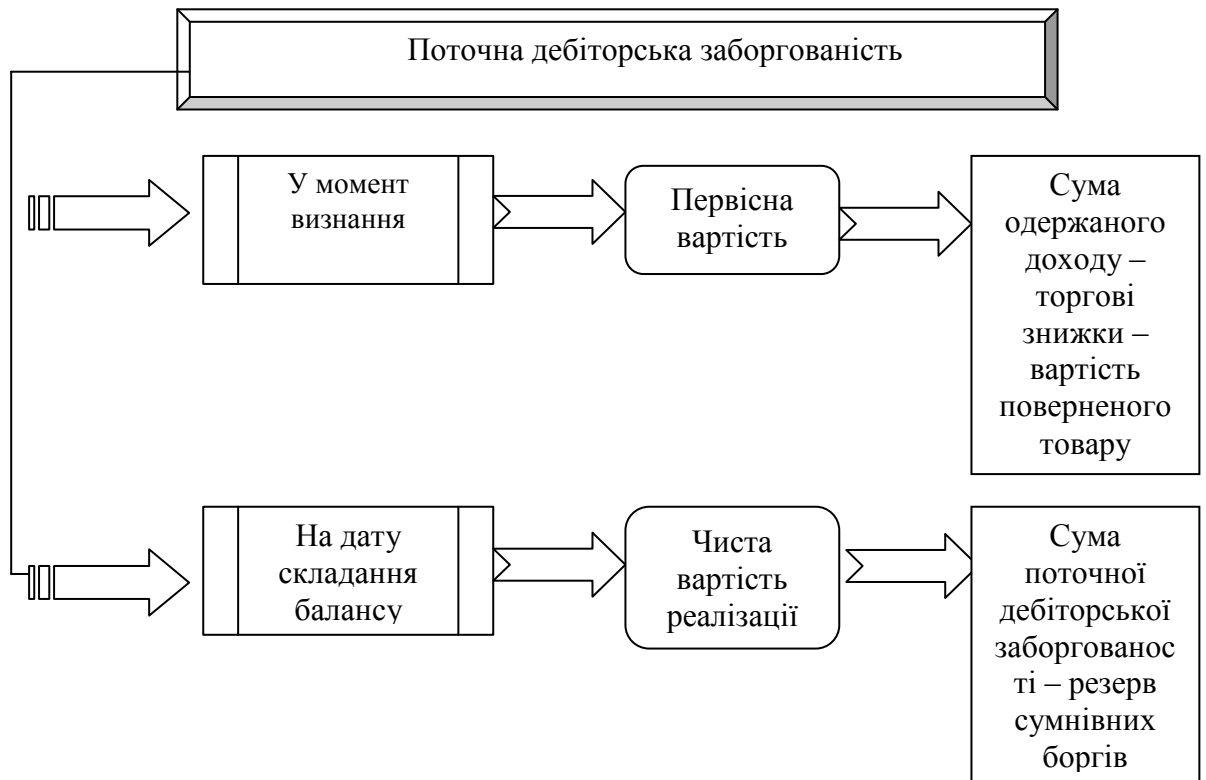 Поточна дебіторська заборгованість
У момент
визнання
Первісна
вартість
Сума
одержаного
доходу –
торгові
знижки –
вартість
поверненого
товару
На дату
складання
балансу
Чиста
вартість
реалізації
Сума
поточної
дебіторської
заборгованос
ті – резерв
сумнівних
боргів